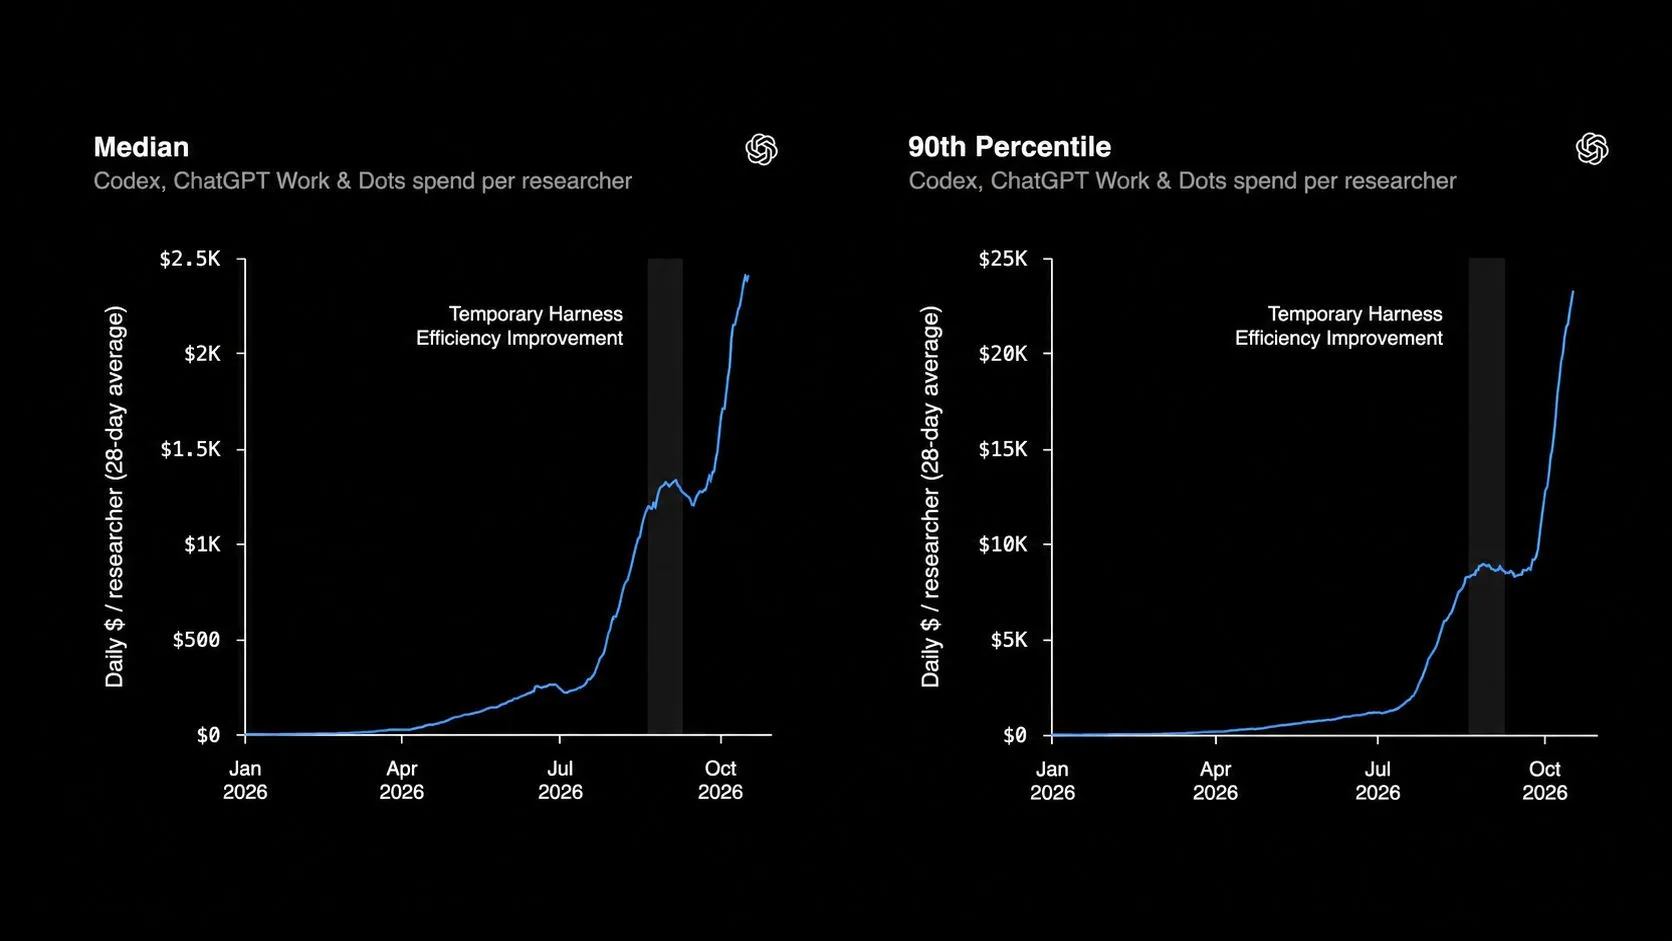 Median
Codex, ChatGPT Work & Dots spend per researcher
Daily $ / researcher (28-day average)
$2.5K
$2K
$1.5K
$1K
$500
$0
Temporary Harness
Efficiency Improvement
Jan
2026
Apr
2026
Jul
2026
Oct
2026
90th Percentile
Codex, ChatGPT Work & Dots spend per researcher
Daily $ / researcher (28-day average)
$25K
$20K
$15K
$10K
$5K
$0
Temporary Harness
Efficiency Improvement
Jan
2026
Apr
2026
Jul
2026
Oct
2026